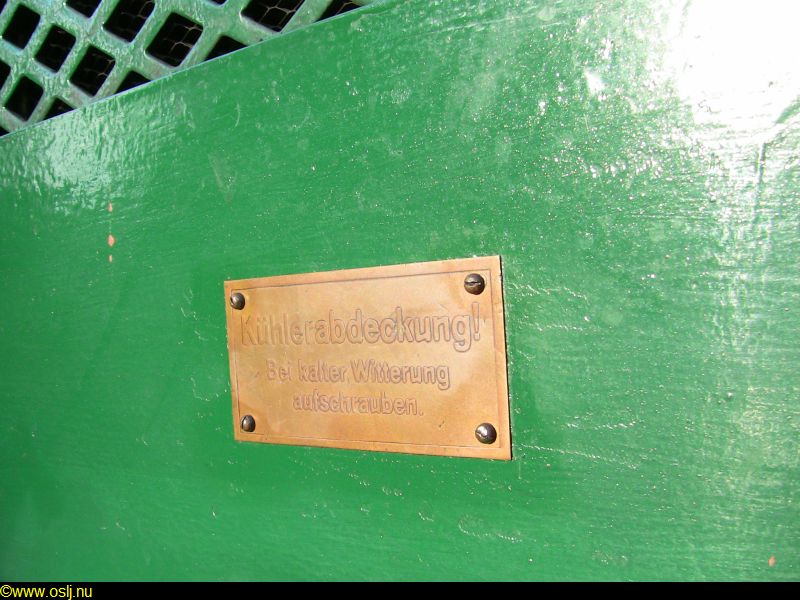 Kühlerabdeckung!
Bei kalter Witterung
aufschrauben.
©www.oslj.nu